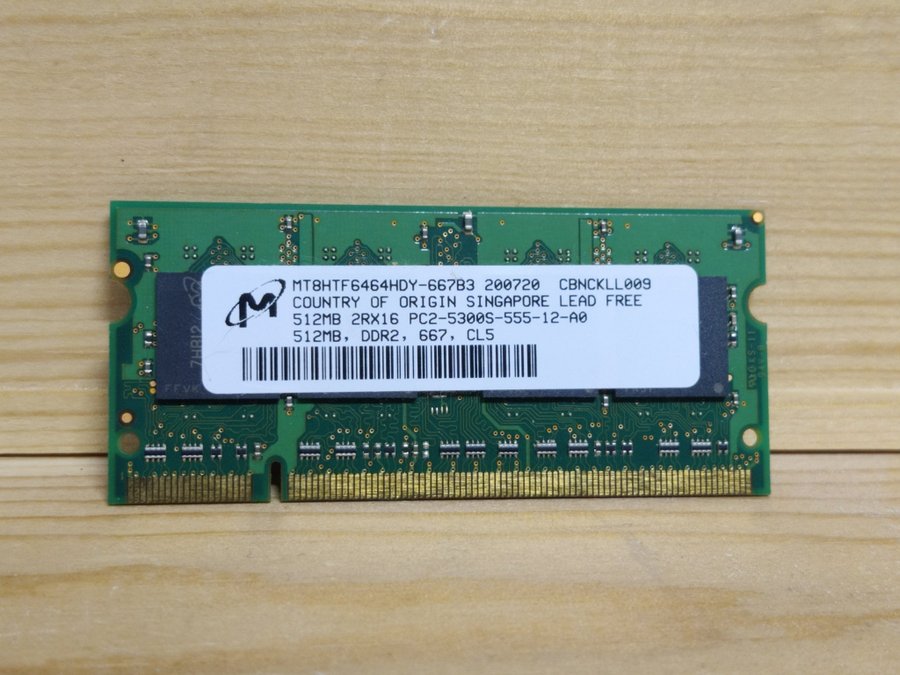 MT8HTF6464HDY-667B3 200720 CBNCKLL009
COUNTRY OF ORIGIN SINGAPORE LEAD FREE
512MB 2RX16 PC2-5300S-555-12-A0
512MB, DDR2, 667, CL5